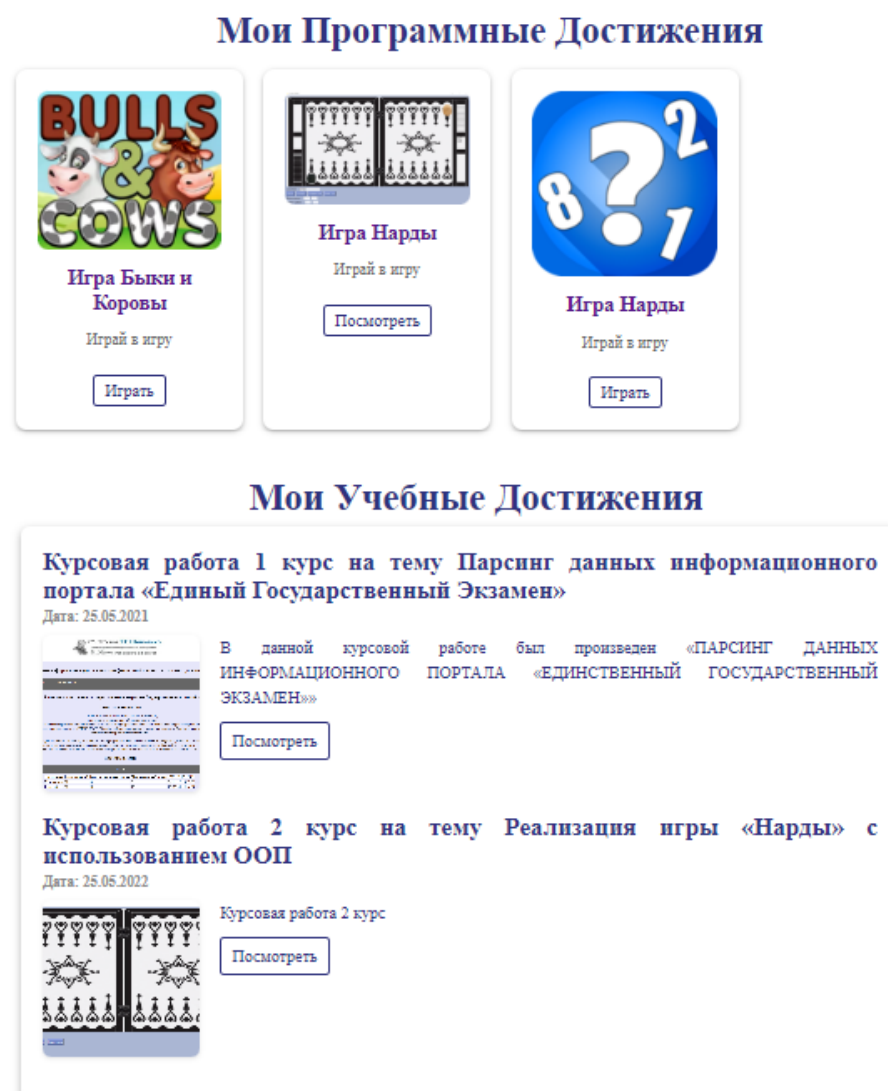 Мои Программные Достижения
BULLS
&
COWS
Игра Быки и
Коровы
Играй в игру
Играть
Игра Нарды
Играй в игру
Посмотреть
8 ? 2
1
Игра Нарды
Играй в игру
Играть
Мои Учебные Достижения
Курсовая работа 1 курс на тему Парсинг данных информационного
портала «Единый Государственный Экзамен»
Дата: 25.05.2021
В данной курсовой работе был произведен «ПАРСИНГ ДАННЫХ
ИНФОРМАЦИОННОГО ПОРТАЛА «ЕДИНСТВЕННЫЙ ГОСУДАРСТВЕННЫЙ
ЭКЗАМЕН»»
Посмотреть
Курсовая работа 2 курс на тему Реализация игры «Нарды» с
использованием ООП
Дата: 25.05.2022
Курсовая работа 2 курс
Посмотреть